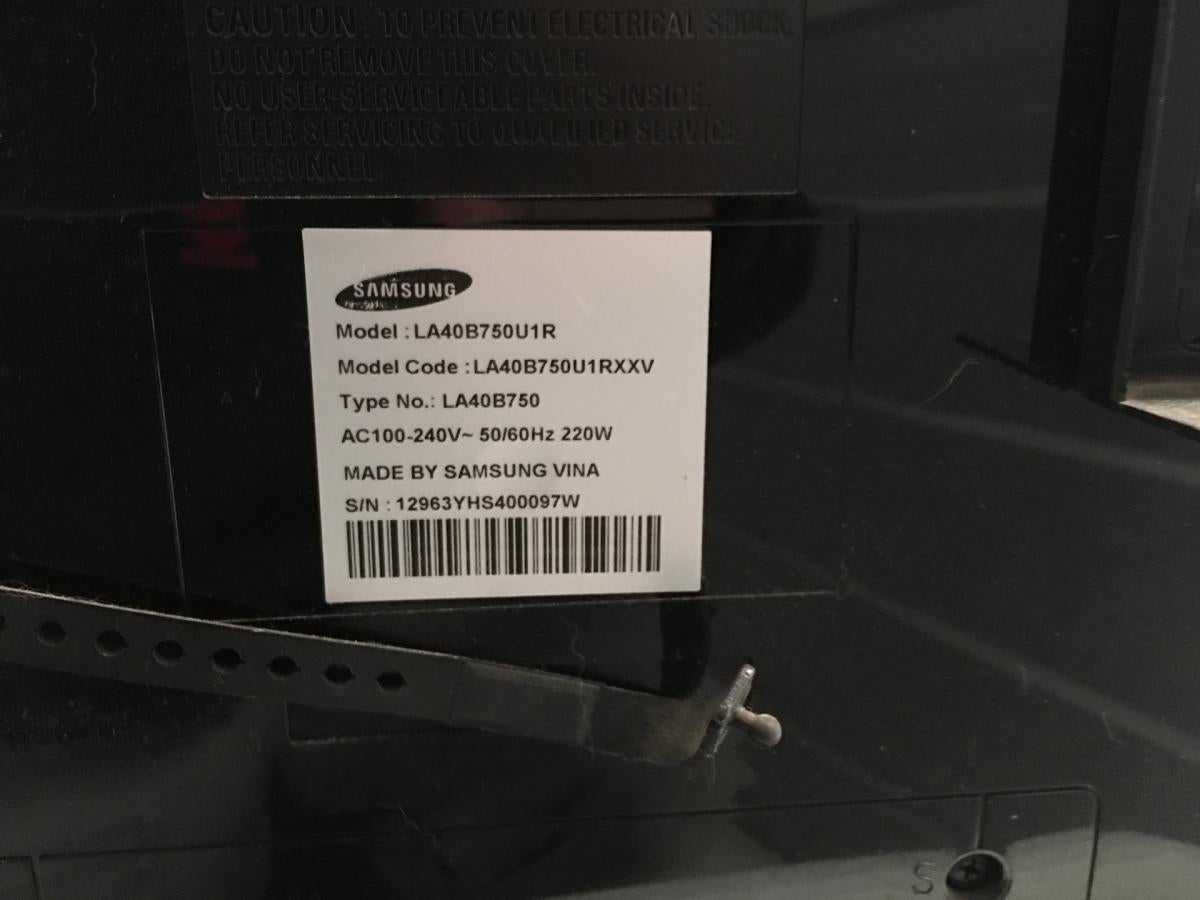 CAUTION : TO PREVENT ELECTRICAL SHOCK,
DO NOT REMOVE THIS COVER.
NO USER-SERVICEABLE PARTS INSIDE.
REFER SERVICING TO QUALIFIED SERVICE
PERSONNEL.
SAMSUNG
Model : LA40B750U1R
Model Code : LA40B750U1RXXV
Type No.: LA40B750
AC100-240V~ 50/60Hz 220W
MADE BY SAMSUNG VINA
S/N : 12963YHS400097W
S